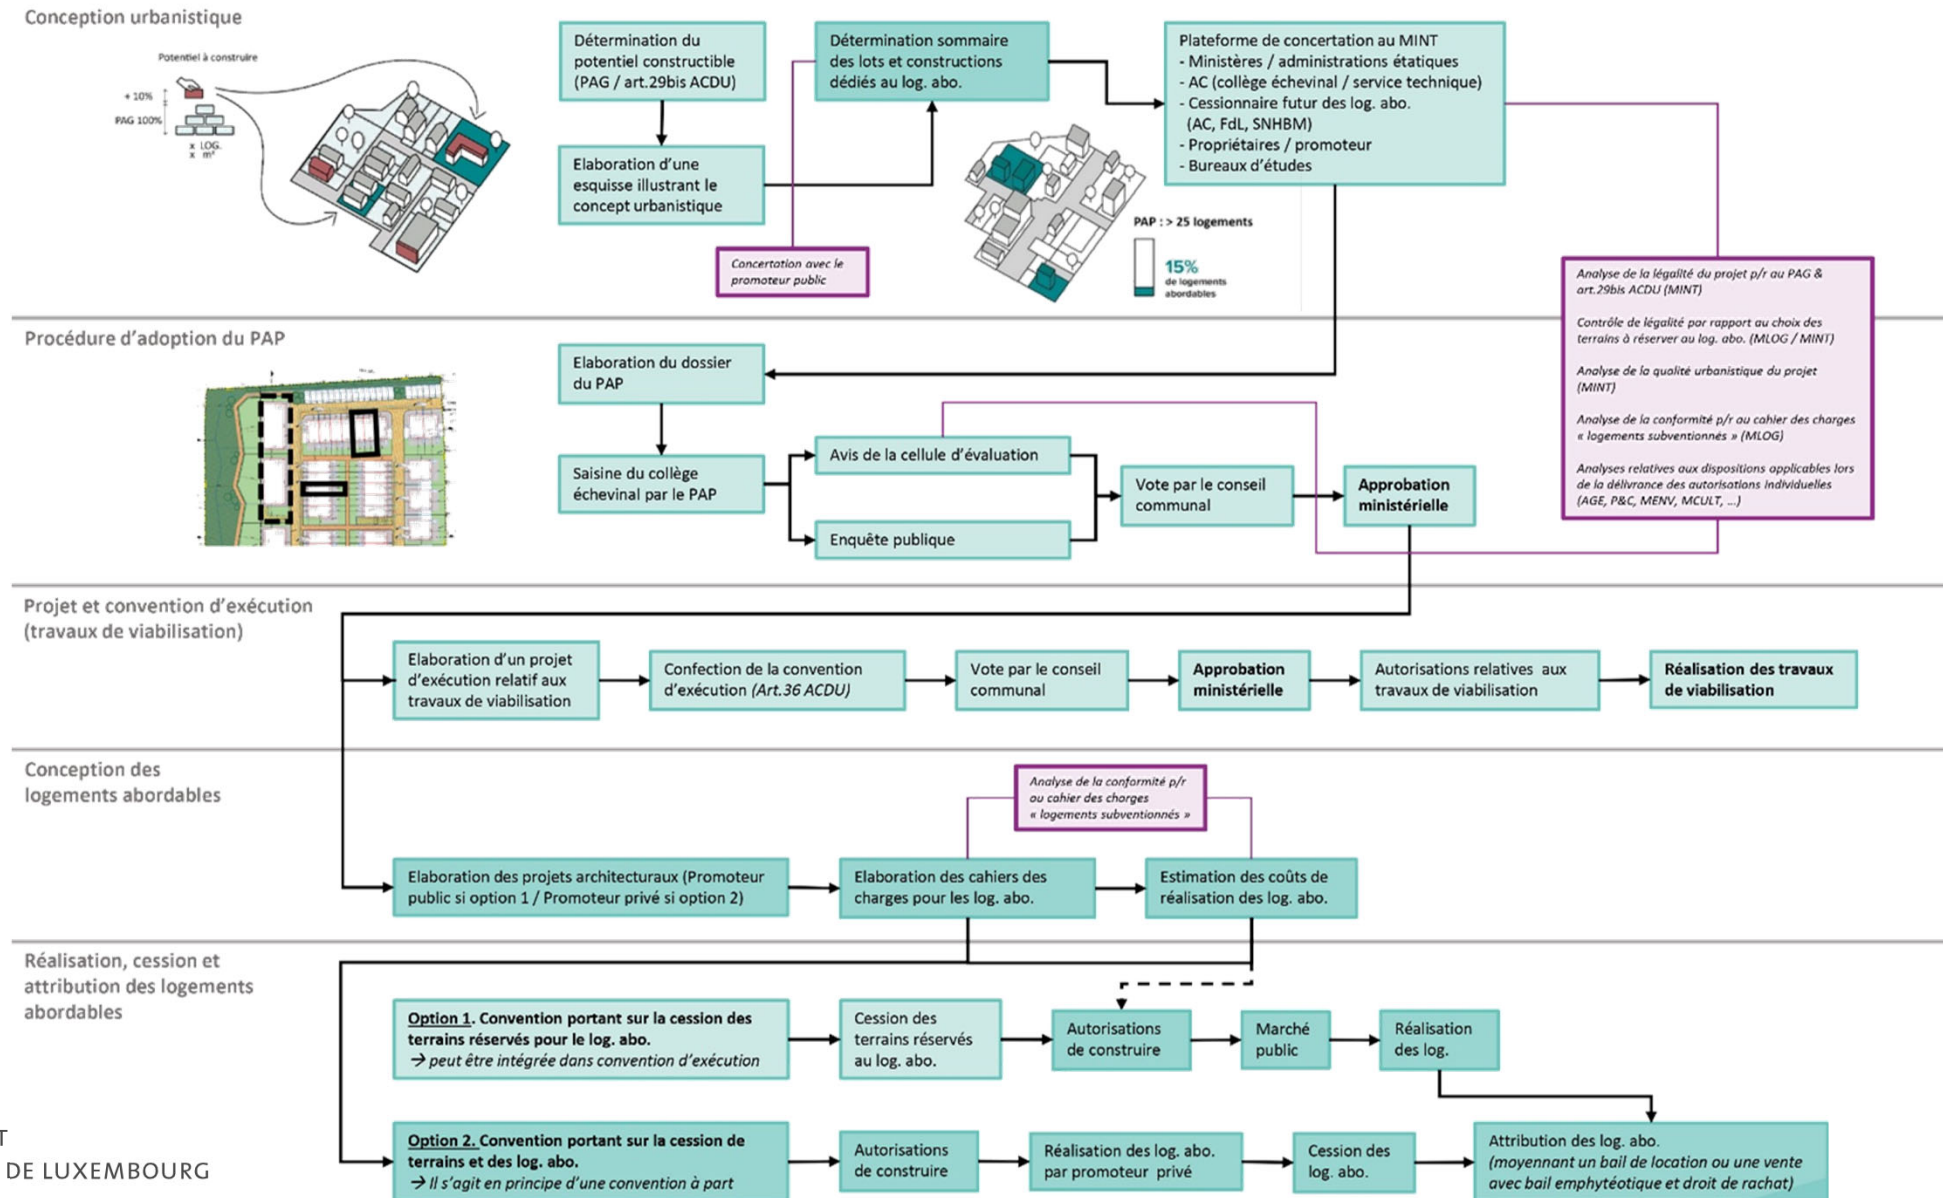 Conception urbanistique
Potentiel à construire
+ 10%
PAG 100%
x LOG.
x m²
Détermination du
potentiel constructible
(PAG / art.29bis ACDU)
Elaboration d'une
esquisse illustrant le
concept urbanistique
Détermination sommaire
des lots et constructions
dédiés au log. abo.
Concertation avec le
promoteur public
Plateforme de concertation au MINT
- Ministères / administrations étatiques
- AC (collège échevinal / service technique)
- Cessionnaire futur des log. abo.
(AC, FdL, SNHBM)
- Propriétaires / promoteur
- Bureaux d'études
PAP : > 25 logements
15%
de logements
abordables
Analyse de la légalité du projet p/r au PAG &
art.29bis ACDU (MINT)
Contrôle de légalité par rapport au choix des
terrains à réserver au log. abo. (MLOG / MINT)
Analyse de la qualité urbanistique du projet
(MINT)
Analyse de la conformité p/r au cahier des charges
« logements subventionnés » (MLOG)
Analyses relatives aux dispositions applicables lors
de la délivrance des autorisations individuelles
(AGE, P&C, MENV, MCULT, ...)
Procédure d'adoption du PAP
Elaboration du dossier
du PAP
Saisine du collège
échevinal par le PAP
Avis de la cellule d'évaluation
Enquête publique
Vote par le conseil
communal
Approbation
ministérielle
Projet et convention d'exécution
(travaux de viabilisation)
Elaboration d'un projet
d'exécution relatif aux
travaux de viabilisation
Confection de la convention
d'exécution (Art.36 ACDU)
Vote par le conseil
communal
Approbation
ministérielle
Autorisations relatives aux
travaux de viabilisation
Réalisation des travaux
de viabilisation
Conception des
logements abordables
Analyse de la conformité p/r
au cahier des charges
« logements subventionnés »
Elaboration des projets architecturaux (Promoteur
public si option 1 / Promoteur privé si option 2)
Elaboration des cahiers des
charges pour les log. abo.
Estimation des coûts de
réalisation des log. abo.
Réalisation, cession et
attribution des logements
abordables
Option 1. Convention portant sur la cession des
terrains réservés pour le log. abo.
→ peut être intégrée dans convention d'exécution
Cession des
terrains réservés
au log. abo.
Autorisations
de construire
Marché
public
Réalisation
des log.
Option 2. Convention portant sur la cession de
terrains et des log. abo.
→ Il s'agit en principe d'une convention à part
Autorisations
de construire
Réalisation des log. abo.
par promoteur privé
Cession des
log. abo.
Attribution des log. abo.
(moyennant un bail de location ou une vente
avec bail emphytéotique et droit de rachat)
T
DE LUXEMBOURG